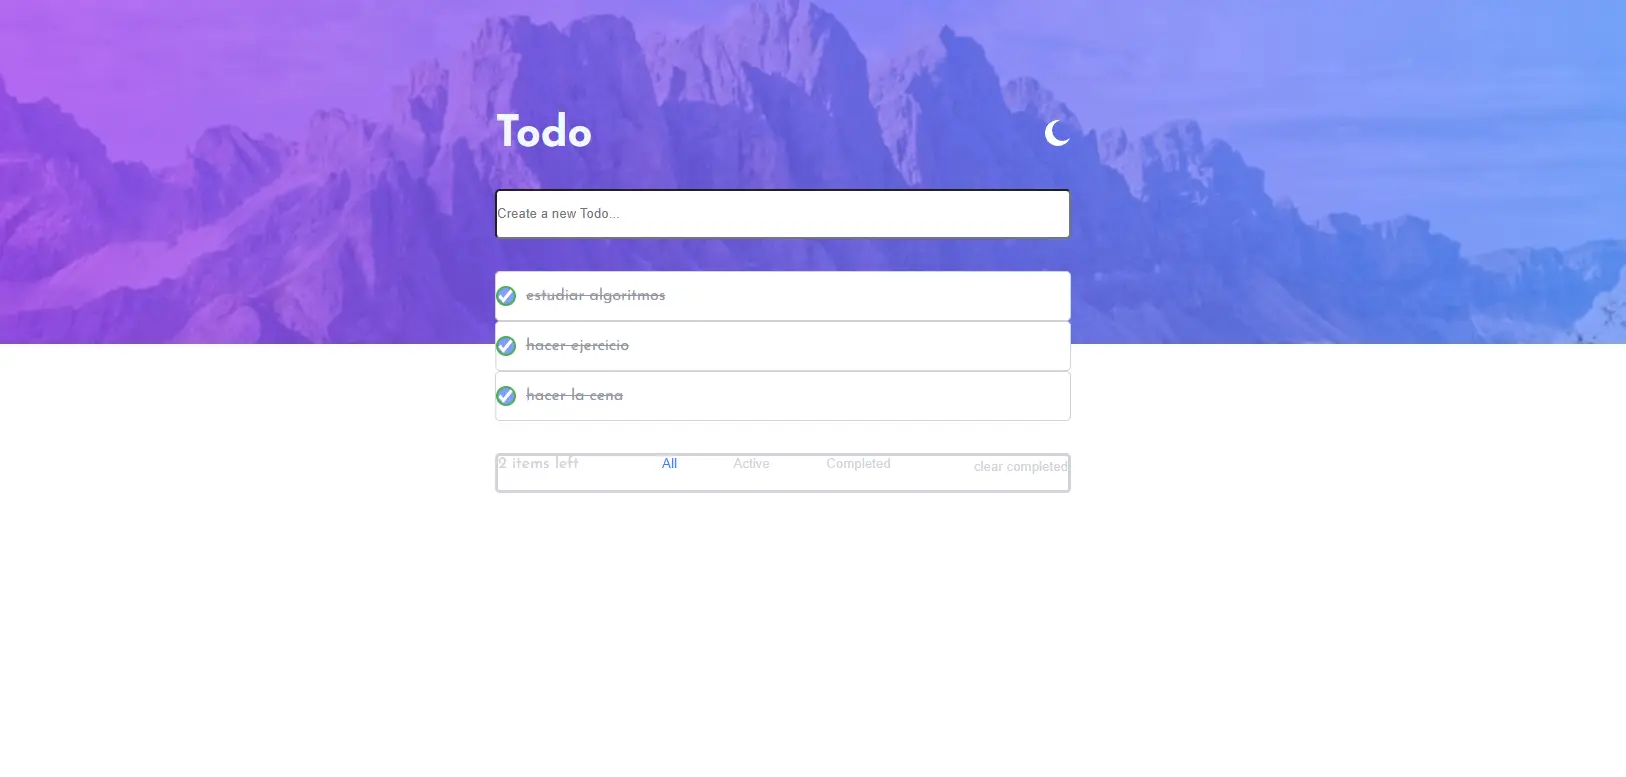 Todo
Create a new Todo...
estudiar algoritmos
hacer ejercicio
hacer la cena
2 items left All Active Completed clear completed